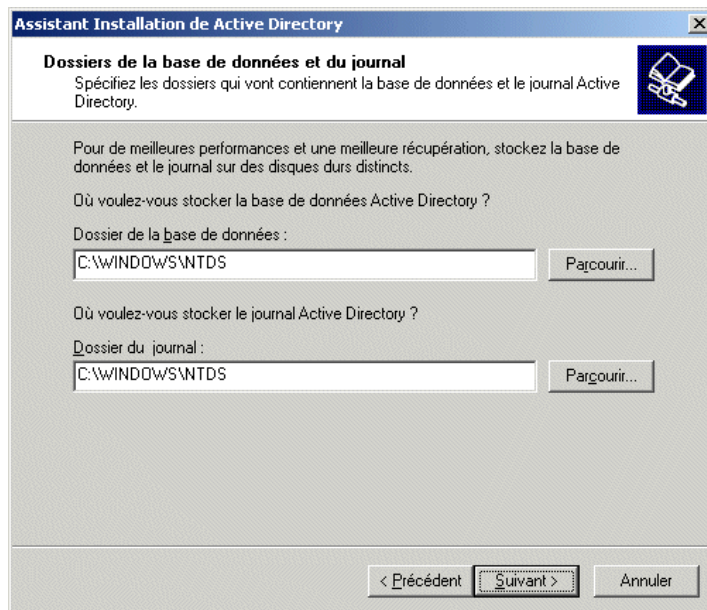 Assistant Installation de Active Directory
Dossiers de la base de données et du journal
Spécifiez les dossiers qui vont contiennent la base de données et le journal Active
Directory.
Pour de meilleures performances et une meilleure récupération, stockez la base de
données et le journal sur des disques durs distincts.
Où voulez-vous stocker la base de données Active Directory ?
Dossier de la base de données :
C:\WINDOWS\NTDS
Parcourir...
Où voulez-vous stocker le journal Active Directory ?
Dossier du journal :
C:\WINDOWS\NTDS
Parcourir...
< Précédent
Suivant >
Annuler